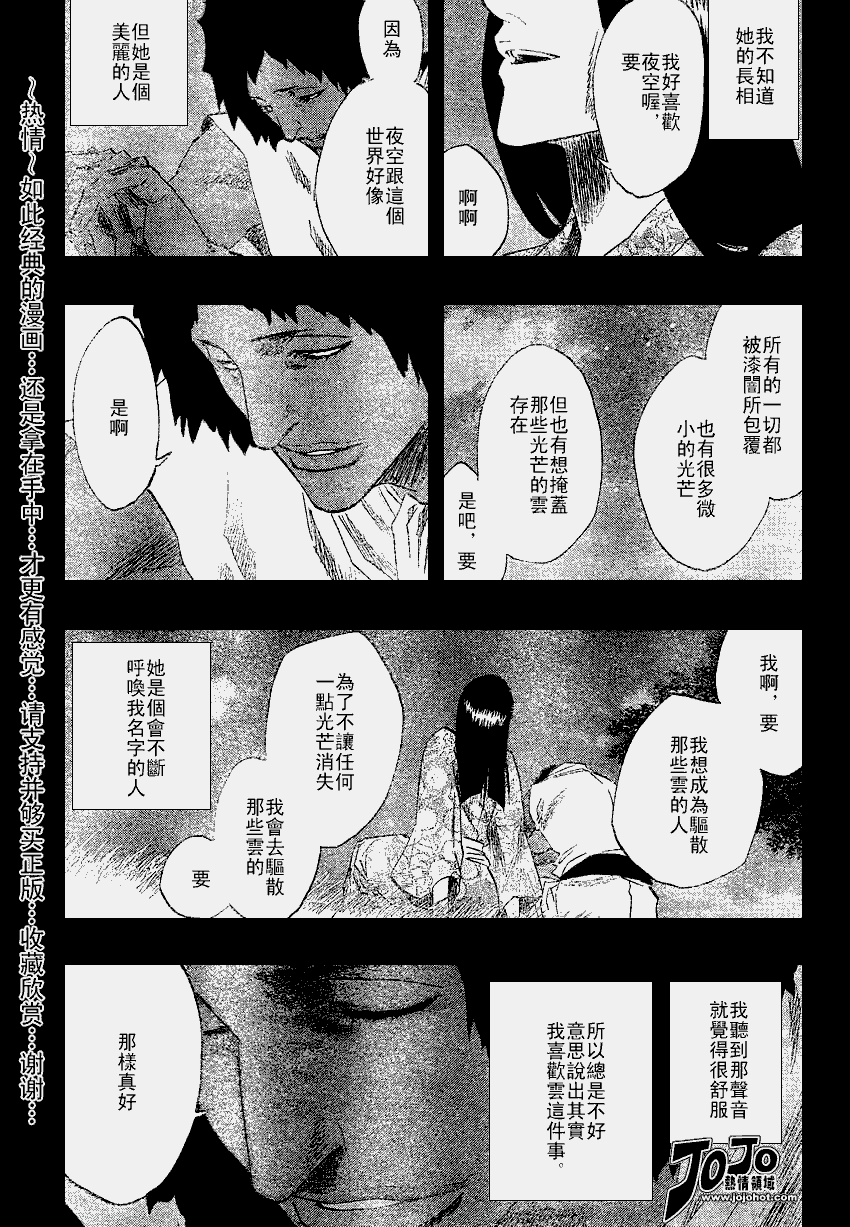 我不知道
她的長相
我好喜歡
夜空喔,
要
啊啊
因為
夜空跟這個
世界好像
但她是個
美麗的人
所有的一切都
被漆闇所包覆
也有很多微
小的光芒
但也有想掩蓋
那些光芒的雲
存在
是吧,要
是啊
我啊,要
我想成為驅散
那些雲的人
為了不讓任何
一點光芒消失
我會去驅散
那些雲的
要
她是個會不斷
呼喚我名字的人
我聽到那聲音
就覺得很舒服
所以總是不好
意思說出其實
我喜歡雲這件事。
那樣真好
~热情~如此经典的漫画…还是拿在手中…才更有感觉…请支持并够买正版…收藏欣赏…谢谢…
JOJO
熱情領域
www.jojohot.com